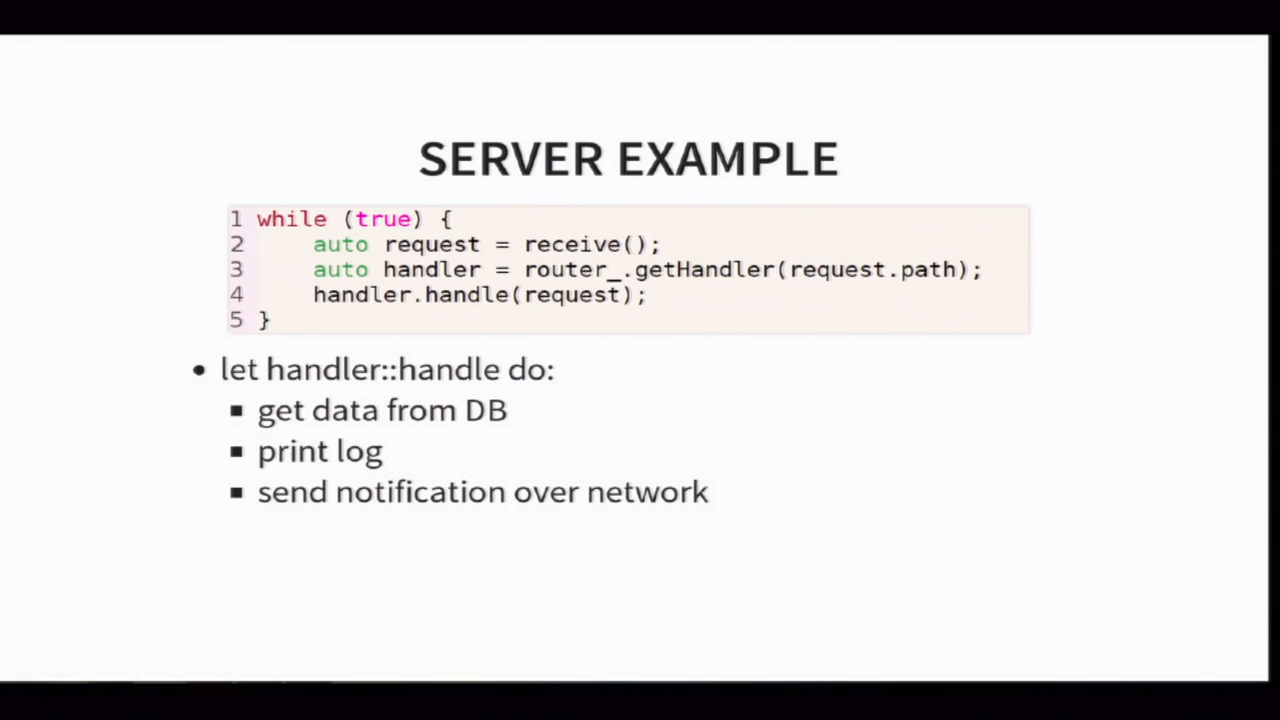 SERVER EXAMPLE
1 while (true) {
2     auto request = receive();
3     auto handler = router_.getHandler(request.path);
4     handler.handle(request);
5 }
• let handler::handle do:
▪ get data from DB
▪ print log
▪ send notification over network